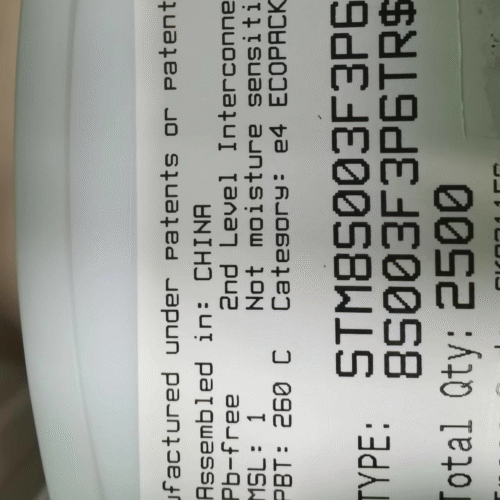 ufactured under patents or patent
Assembled in: CHINA
Pb-free 2nd Level Interconne
MSL: 1 Not moisture sensiti
PBT: 260 C Category: e4 ECOPACK
TYPE: STM8S003F3P6
8S003F3P6TR$
Total Qty: 2500